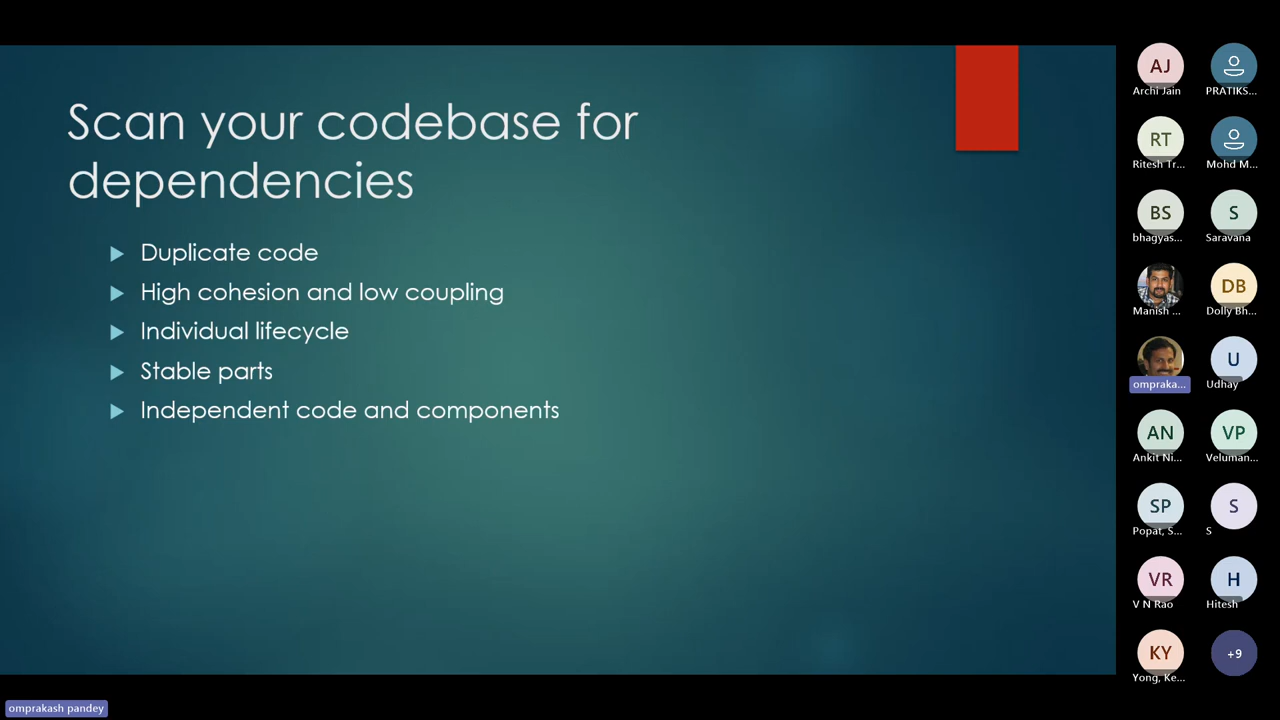 Scan your codebase for
dependencies
Duplicate code
High cohesion and low coupling
Individual lifecycle
Stable parts
Independent code and components
AJ
Archi Jain
PRATIKS...
RT
Ritesh Tr...
Mohd M...
BS
bhagyas...
S
Saravana
Manish ...
DB
Dolly Bh...
ompraka...
U
Udhay
AN
Ankit Ni...
VP
Veluman...
SP
Popat, S...
S
S
VR
V N Rao
H
Hitesh
KY
Yong, Ke...
+9
omprakash pandey